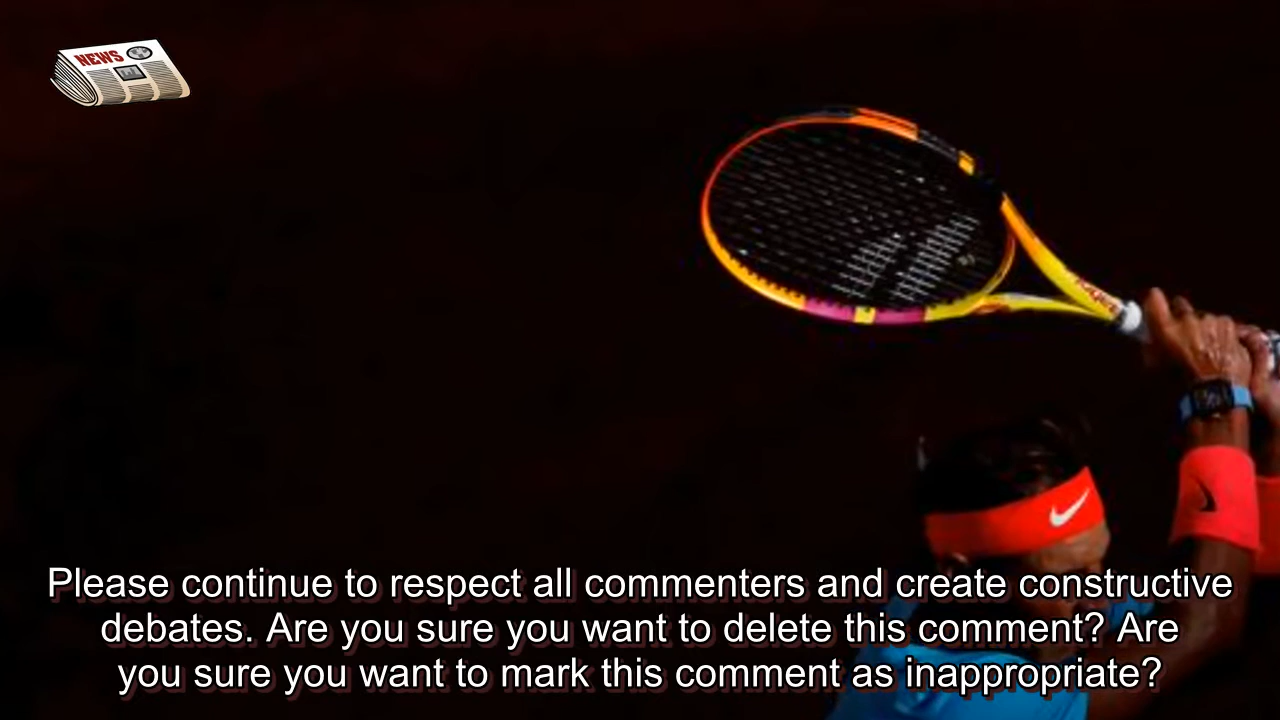 NEWS
Please continue to respect all commenters and create constructive
debates. Are you sure you want to delete this comment? Are
you sure you want to mark this comment as inappropriate?